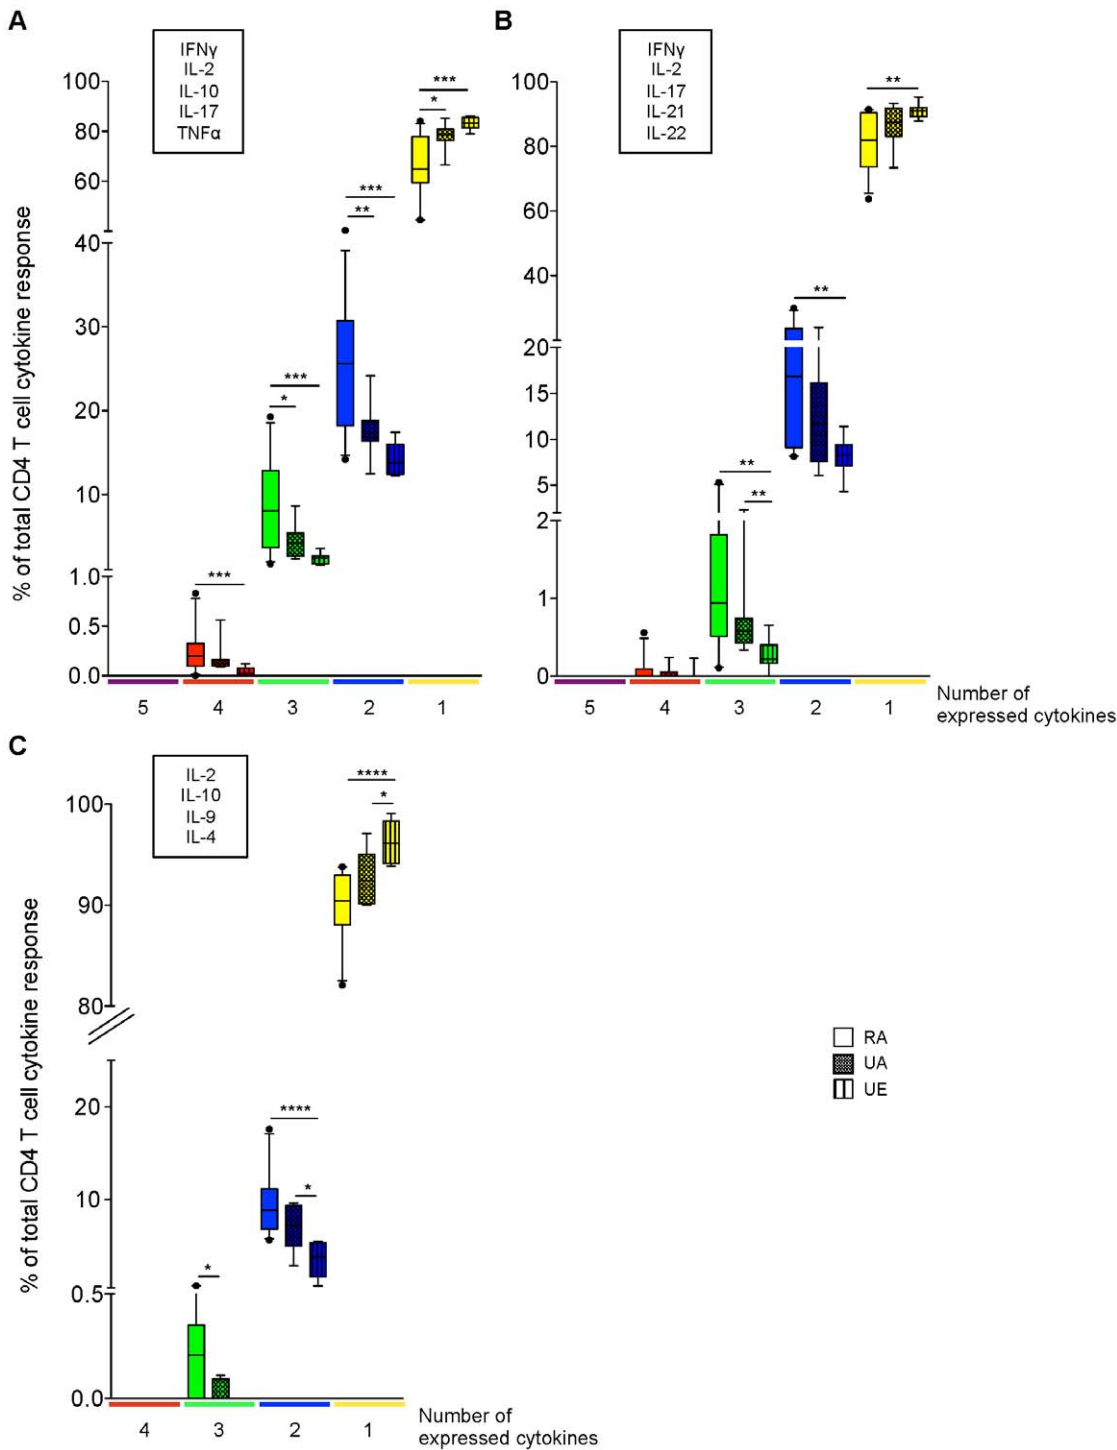 A
IFNγ
IL-2
IL-10
IL-17
TNFα
% of total CD4 T cell cytokine response
100
80
60
40
30
20
10
1.0
0.5
0.0
***
***
*
***
**
***
*
5
4
3
2
1
B
IFNγ
IL-2
IL-17
IL-21
IL-22
100
80
60
40
20
15
10
5
2
1
0
**
**
**
**
5
4
3
2
1
Number of
expressed cytokines
C
IL-2
IL-10
IL-9
IL-4
% of total CD4 T cell cytokine response
100
90
80
20
10
0.5
0.0
*
****
*
****
*
4
3
2
1
Number of
expressed cytokines
RA
UA
UE